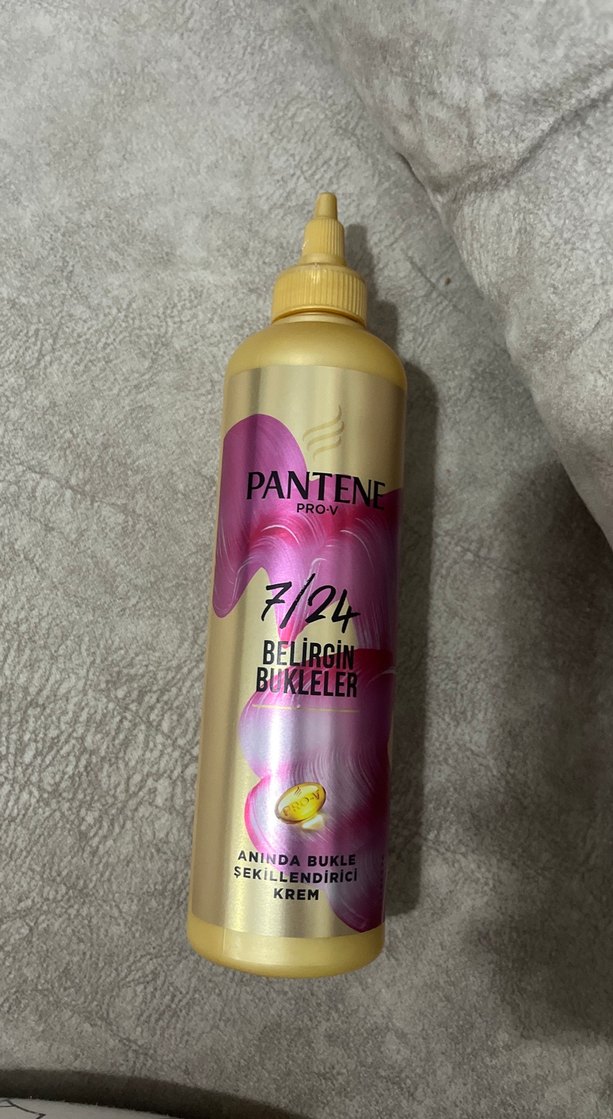 PANTENE
PRO-V
7/24
BELİRGİN
BUKLELER
PRO-V
ANINDA BUKLE
ŞEKİLLENDİRİCİ
KREM